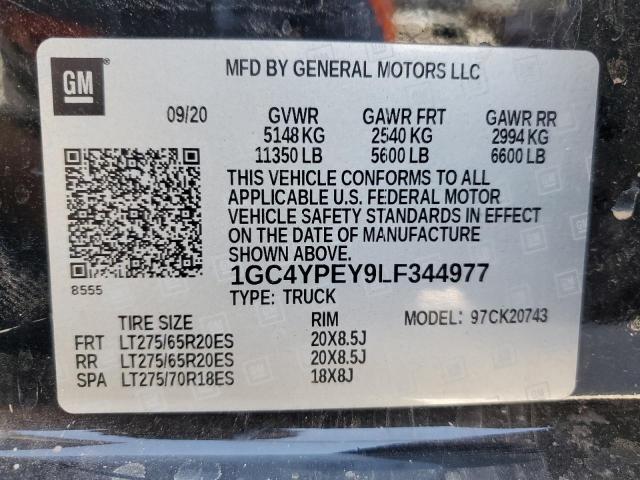 GM
MFD BY GENERAL MOTORS LLC
09/20 GVWR GAWR FRT GAWR RR
5148 KG 2540 KG 2994 KG
11350 LB 5600 LB 6600 LB
THIS VEHICLE CONFORMS TO ALL
APPLICABLE U.S. FEDERAL MOTOR
VEHICLE SAFETY STANDARDS IN EFFECT
ON THE DATE OF MANUFACTURE
SHOWN ABOVE.
1GC4YPEY9LF344977
8555
TYPE: TRUCK
TIRE SIZE RIM MODEL: 97CK20743
FRT LT275/65R20ES 20X8.5J
RR LT275/65R20ES 20X8.5J
SPA LT275/70R18ES 18X8J